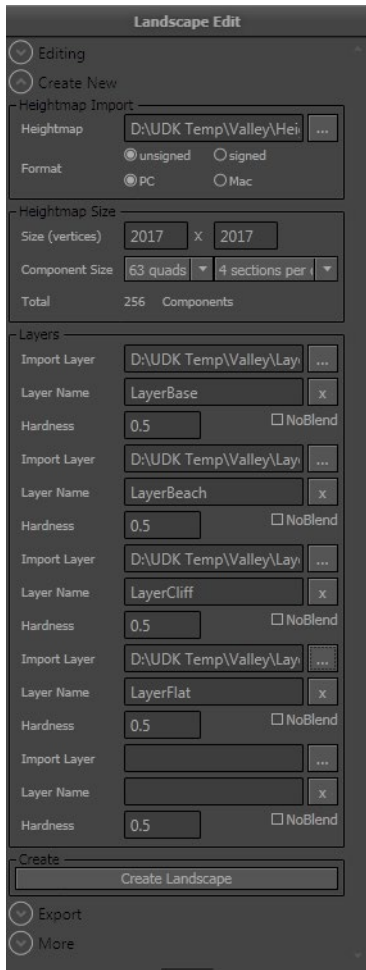 Landscape Edit
Editing
Create New
Heightmap Import
Heightmap D:\UDK Temp\Valley\Hei ...
Format unsigned signed
PC Mac
Heightmap Size
Size (vertices) 2017 x 2017
Component Size 63 quads 4 sections per
Total 256 Components
Layers
Import Layer D:\UDK Temp\Valley\Lay ...
Layer Name LayerBase x
Hardness 0.5 NoBlend
Import Layer D:\UDK Temp\Valley\Lay ...
Layer Name LayerBeach x
Hardness 0.5 NoBlend
Import Layer D:\UDK Temp\Valley\Lay ...
Layer Name LayerCliff x
Hardness 0.5 NoBlend
Import Layer D:\UDK Temp\Valley\Lay ...
Layer Name LayerFlat x
Hardness 0.5 NoBlend
Import Layer ...
Layer Name x
Hardness 0.5 NoBlend
Create
Create Landscape
Export
More